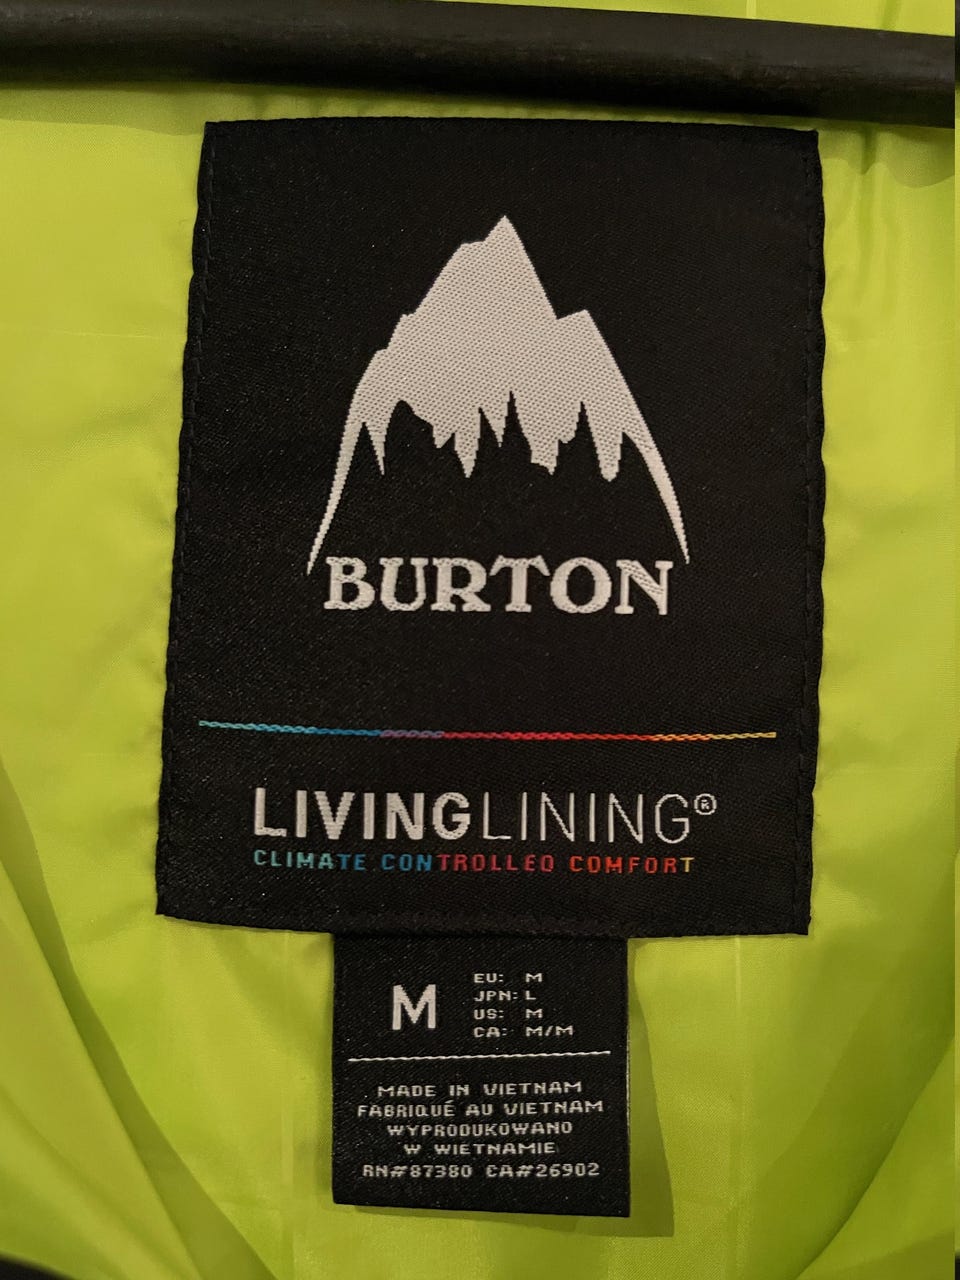 BURTON
LIVINGLINING®
CLIMATE CONTROLLED COMFORT
M
EU: M
JPN: L
US: M
CA: M/M
MADE IN VIETNAM
FABRIQUÉ AU VIETNAM
WYPRODUKOWANO
W WIETNAMIE
RN#87380 CA#26902